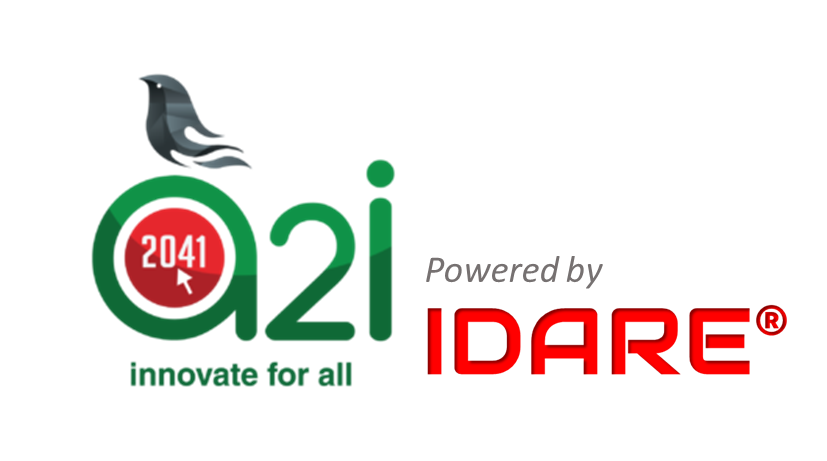 2041
a2i
innovate for all
Powered by
IDARE®